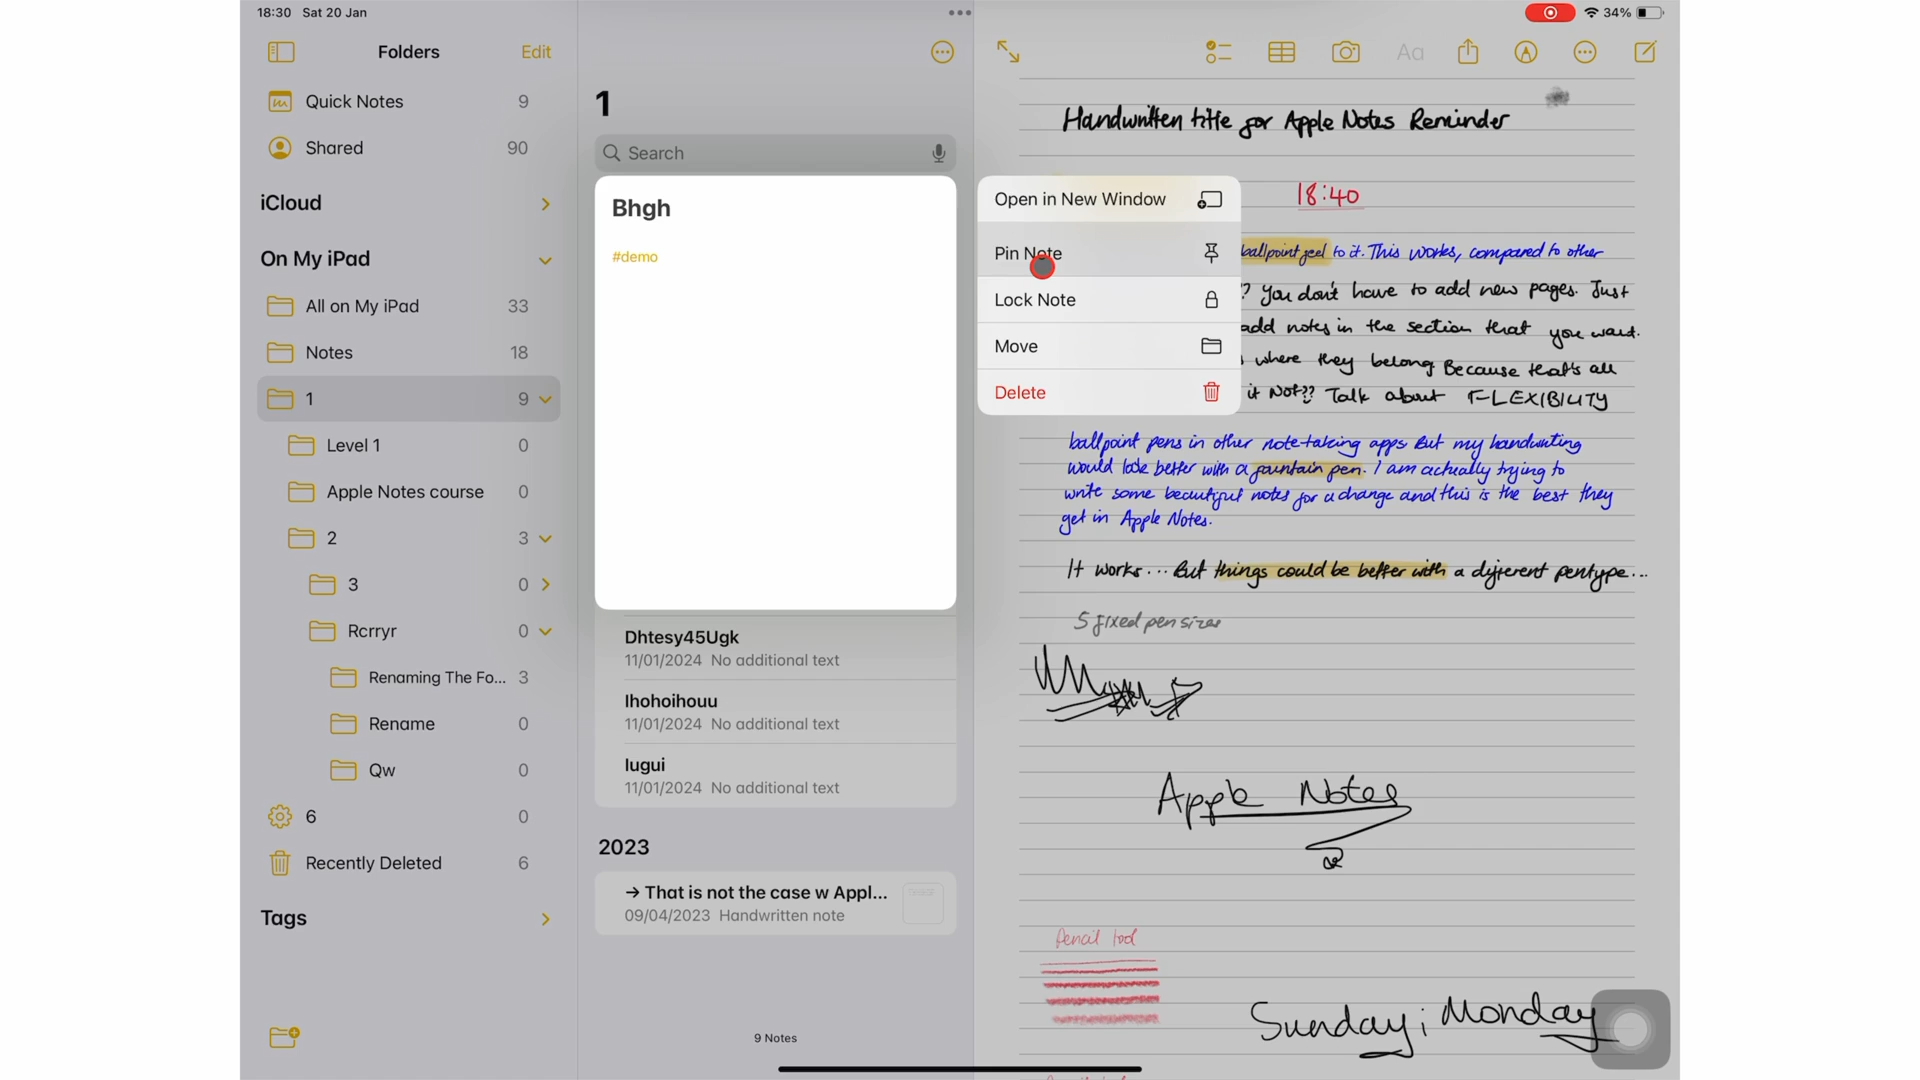 18:30 Sat 20 Jan
34%
Folders
Edit
Quick Notes 9
Shared 90
iCloud
On My iPad
All on My iPad 33
Notes 18
1 9
Level 1 0
Apple Notes course 0
2 3
3 0
Rcrryr 0
Renaming The Fo... 3
Rename 0
Qw 0
6 0
Recently Deleted 6
Tags
1
Search
Bhgh
#demo
Dhtesy45Ugk
11/01/2024 No additional text
Ihohoihouu
11/01/2024 No additional text
Iugui
11/01/2024 No additional text
2023
→ That is not the case w Appl...
09/04/2023 Handwritten note
9 Notes
Open in New Window
Pin Note
Lock Note
Move
Delete
Aa
Handwritten title for Apple Notes Reminder
18:40
ballpoint feel to it. This works, compared to other
? You don't have to add new pages. Just
add notes in the section that you want.
where they belong Because that's all
it Not?? Talk about FLEXIBILITY
ballpoint pens in other note-taking apps. But my handwriting
would look better with a fountain pen. I am actually trying to
write some beautiful notes for a change and this is the best they
get in Apple Notes.
It works... But things could be better with a different pentype...
5 fixed pen sizes
Apple Notes
Pencil tool
Sunday; Monday